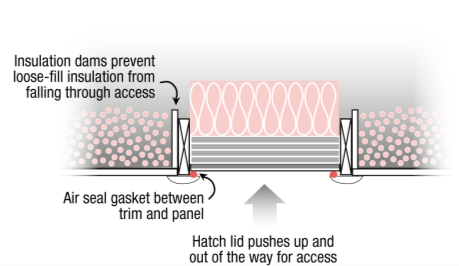 Insulation dams prevent
loose-fill insulation from
falling through access
Air seal gasket between
trim and panel
Hatch lid pushes up and
out of the way for access